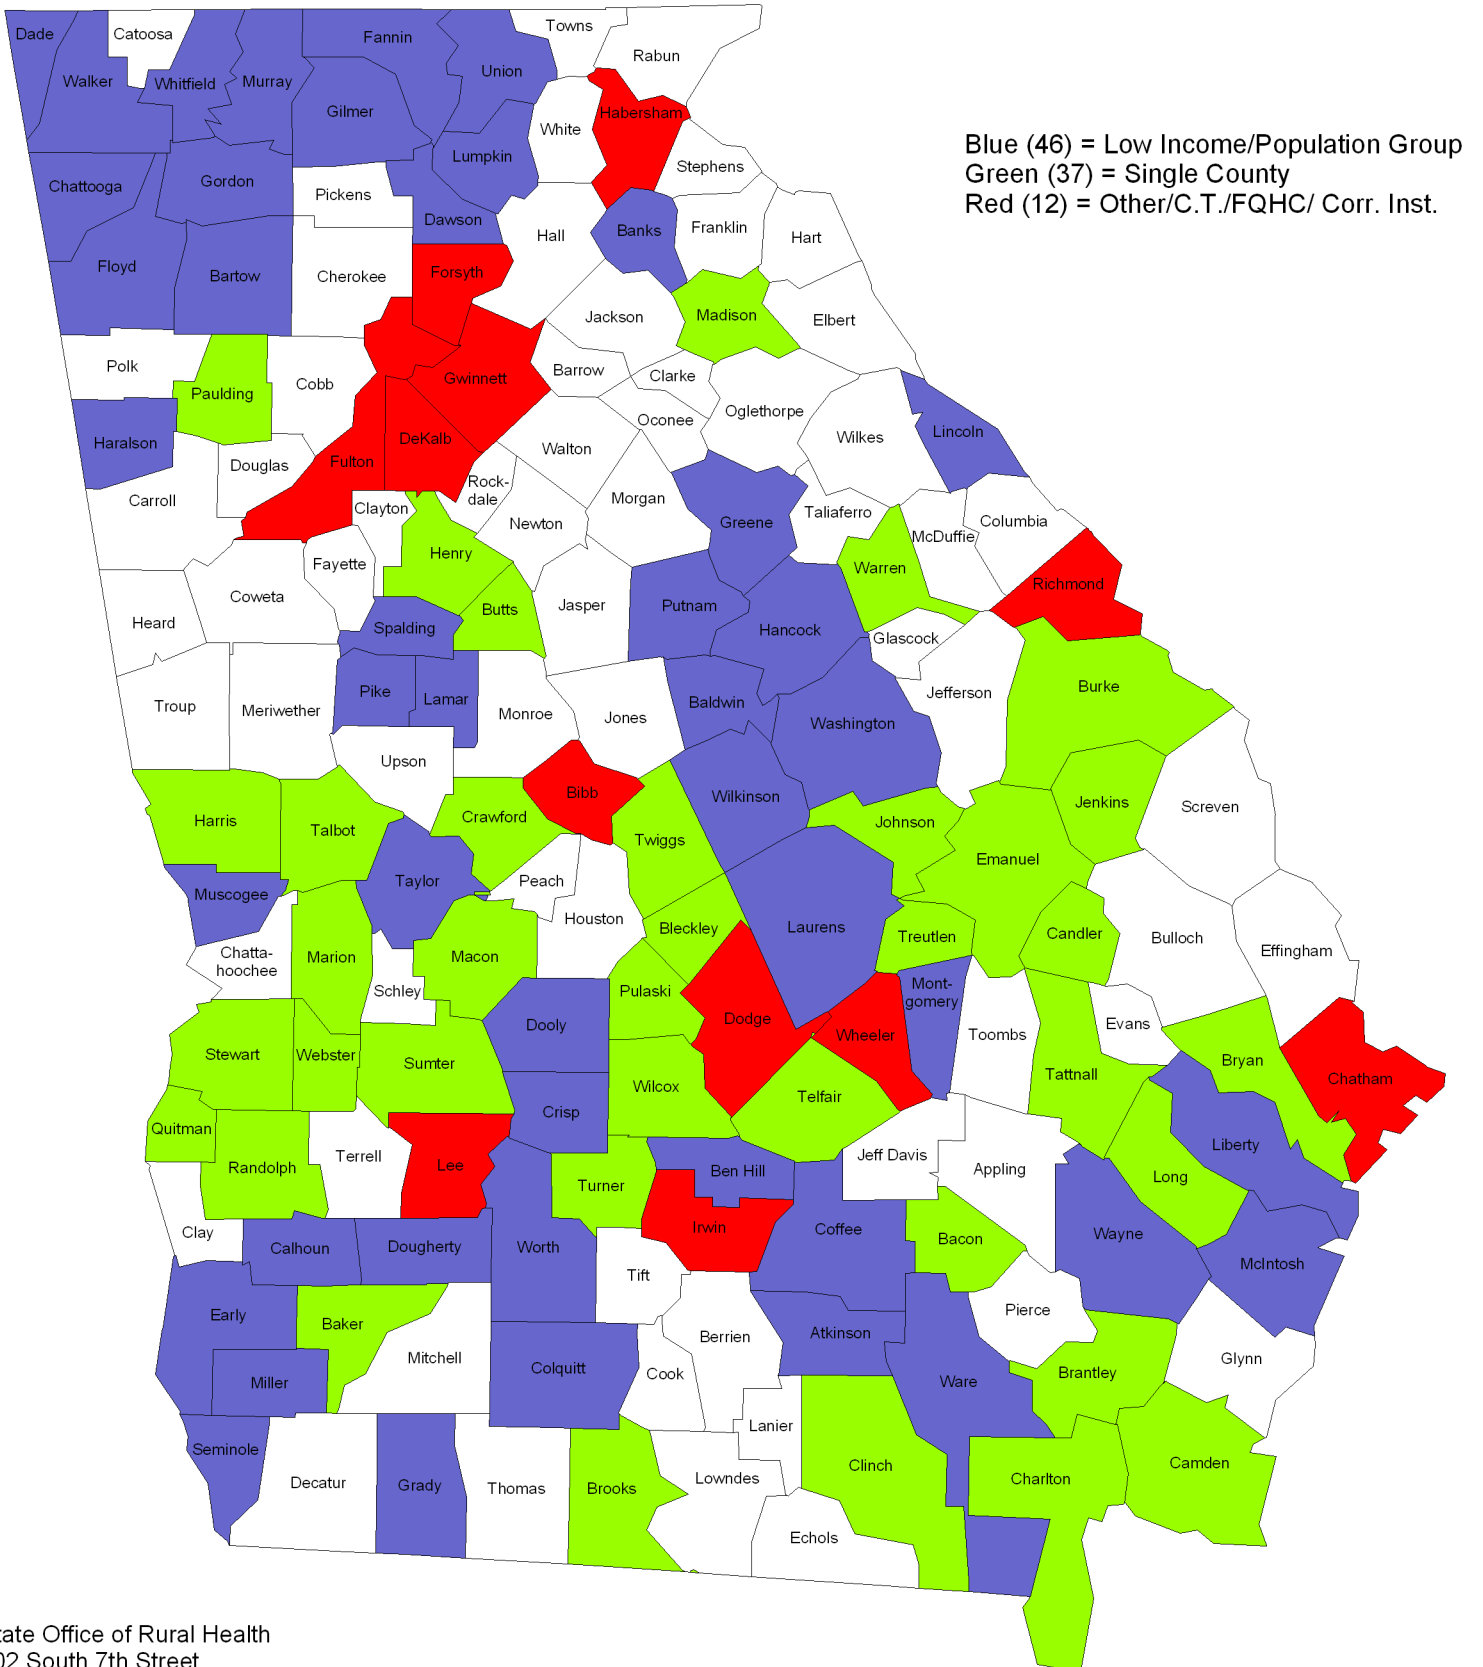 Dade
Catoosa
Fannin
Towns
Rabun
Walker
Whitfield
Murray
Union
Gilmer
Habersham
White
Lumpkin
Stephens
Chattooga
Gordon
Pickens
Dawson
Hall
Banks
Franklin
Hart
Floyd
Bartow
Cherokee
Forsyth
Jackson
Madison
Elbert
Blue (46) = Low Income/Population Group
Green (37) = Single County
Red (12) = Other/C.T./FQHC/ Corr. Inst.
Polk
Paulding
Cobb
Gwinnett
Barrow
Clarke
Oconee
Oglethorpe
Wilkes
Lincoln
Haralson
Douglas
Fulton
DeKalb
Walton
Carroll
Clayton
Rock-
dale
Newton
Morgan
Greene
Taliaferro
McDuffie
Columbia
Fayette
Henry
Warren
Richmond
Heard
Coweta
Spalding
Butts
Jasper
Putnam
Hancock
Glascock
Troup
Meriwether
Pike
Lamar
Monroe
Jones
Baldwin
Washington
Jefferson
Burke
Upson
Bibb
Wilkinson
Jenkins
Screven
Harris
Talbot
Crawford
Twiggs
Johnson
Emanuel
Muscogee
Taylor
Peach
Houston
Bleckley
Laurens
Treutlen
Candler
Bulloch
Effingham
Chatta-
hoochee
Marion
Schley
Macon
Pulaski
Mont-
gomery
Dooly
Dodge
Wheeler
Toombs
Evans
Bryan
Chatham
Stewart
Webster
Sumter
Crisp
Wilcox
Telfair
Tattnall
Quitman
Randolph
Terrell
Lee
Turner
Ben Hill
Jeff Davis
Appling
Long
Liberty
Clay
Calhoun
Dougherty
Worth
Irwin
Coffee
Bacon
Wayne
McIntosh
Tift
Early
Baker
Mitchell
Colquitt
Cook
Berrien
Atkinson
Pierce
Ware
Brantley
Glynn
Miller
Seminole
Decatur
Grady
Thomas
Brooks
Lanier
Lowndes
Echols
Clinch
Charlton
Camden
tate Office of Rural Health
02 South 7th Street